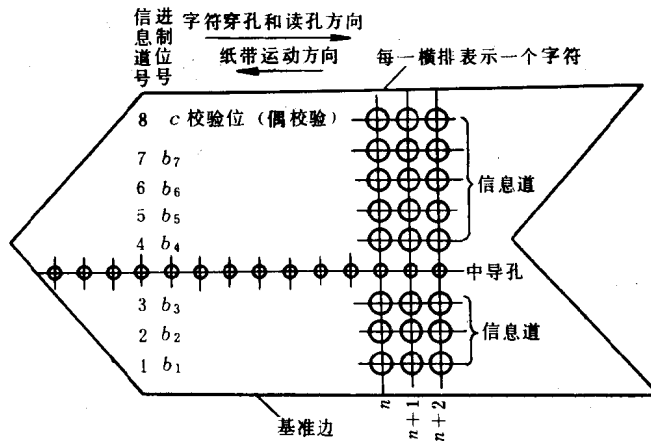 信息道号
进制位号
字符穿孔和读孔方向
纸带运动方向
每一横排表示一个字符
8 c 校验位（偶校验）
7 b₇
6 b₆
5 b₅
4 b₄
信息道
中导孔
3 b₃
2 b₂
1 b₁
信息道
基准边
n
n+1
n+2